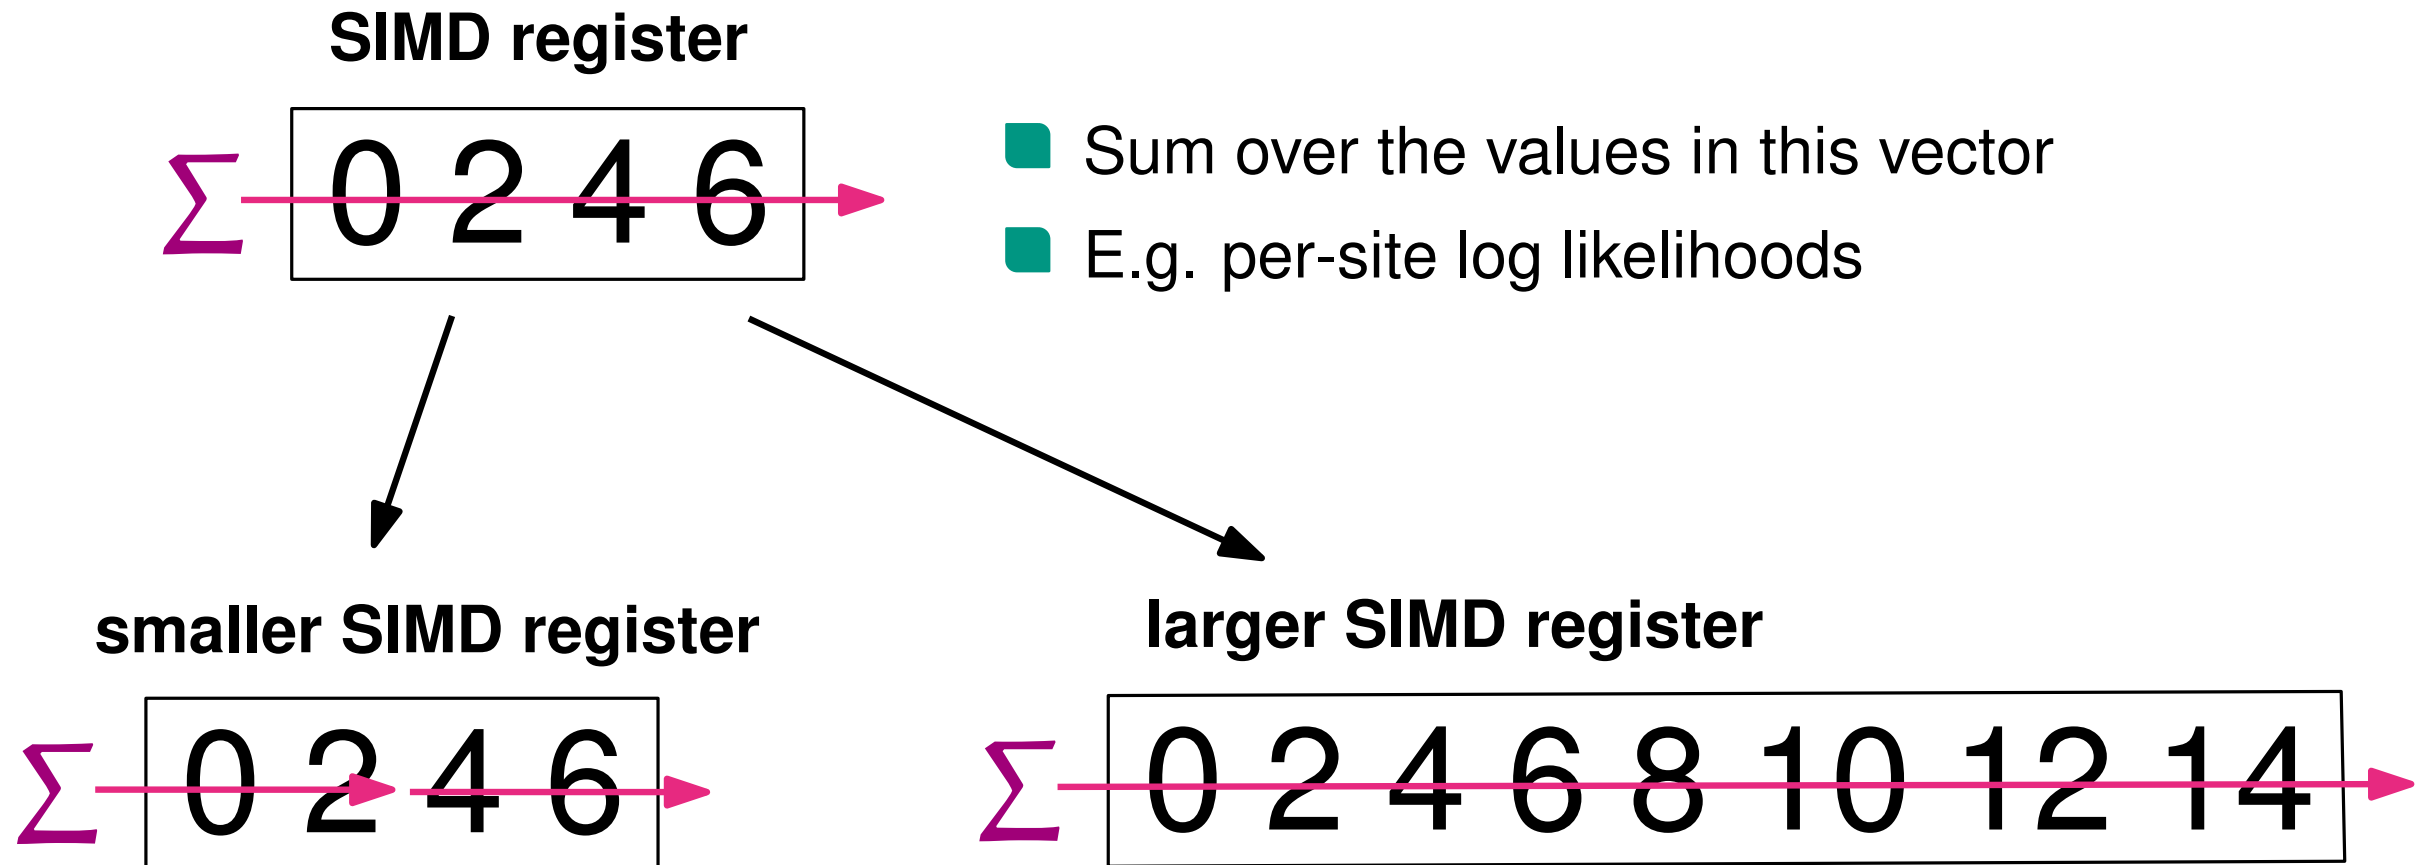 SIMD register
∑ 0 2 4 6
Sum over the values in this vector
E.g. per-site log likelihoods
smaller SIMD register
∑ 0 2 4 6
larger SIMD register
∑ 0 2 4 6 8 10 12 14